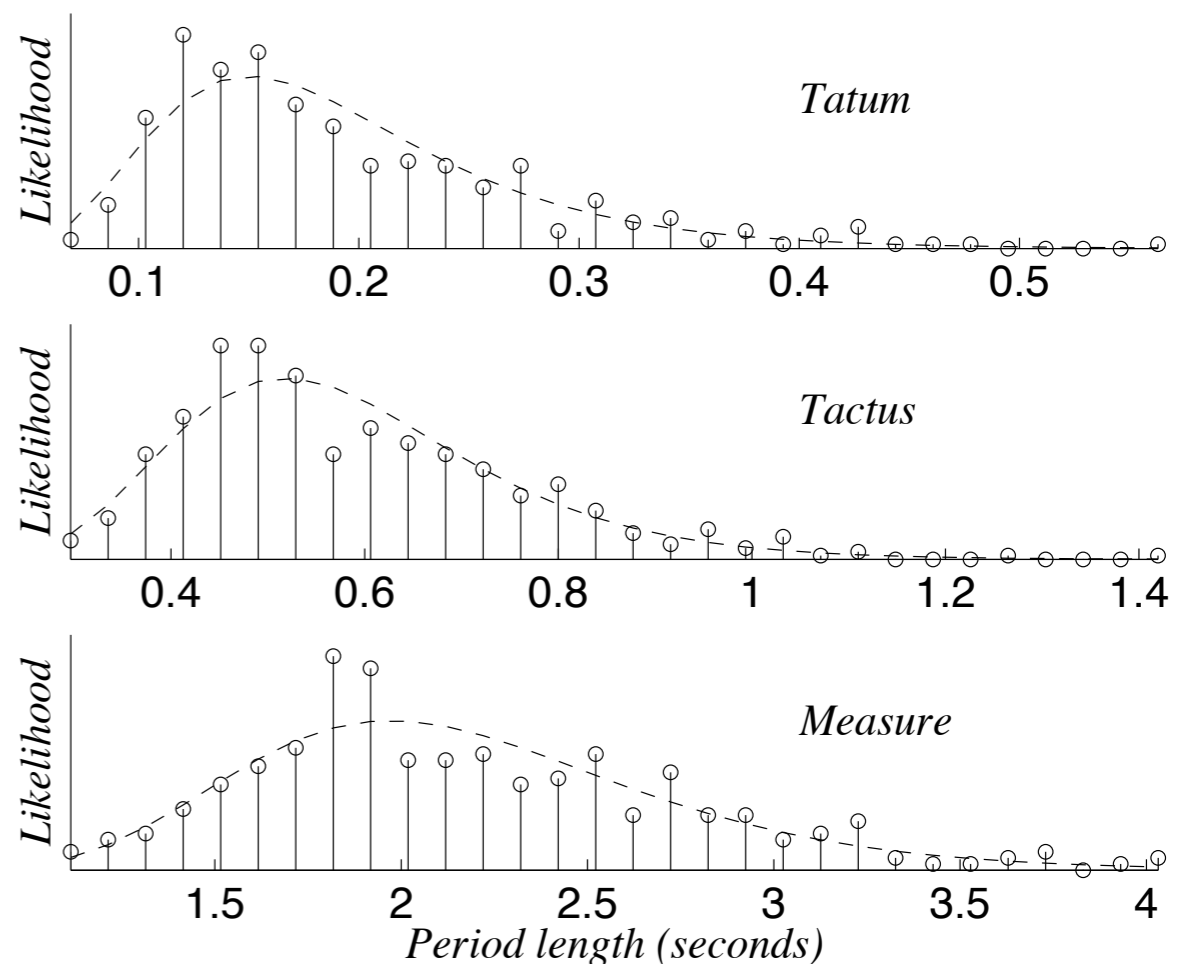 Likelihood
Tatum
0.1 0.2 0.3 0.4 0.5
Likelihood
Tactus
0.4 0.6 0.8 1 1.2 1.4
Likelihood
Measure
1.5 2 2.5 3 3.5 4
Period length (seconds)